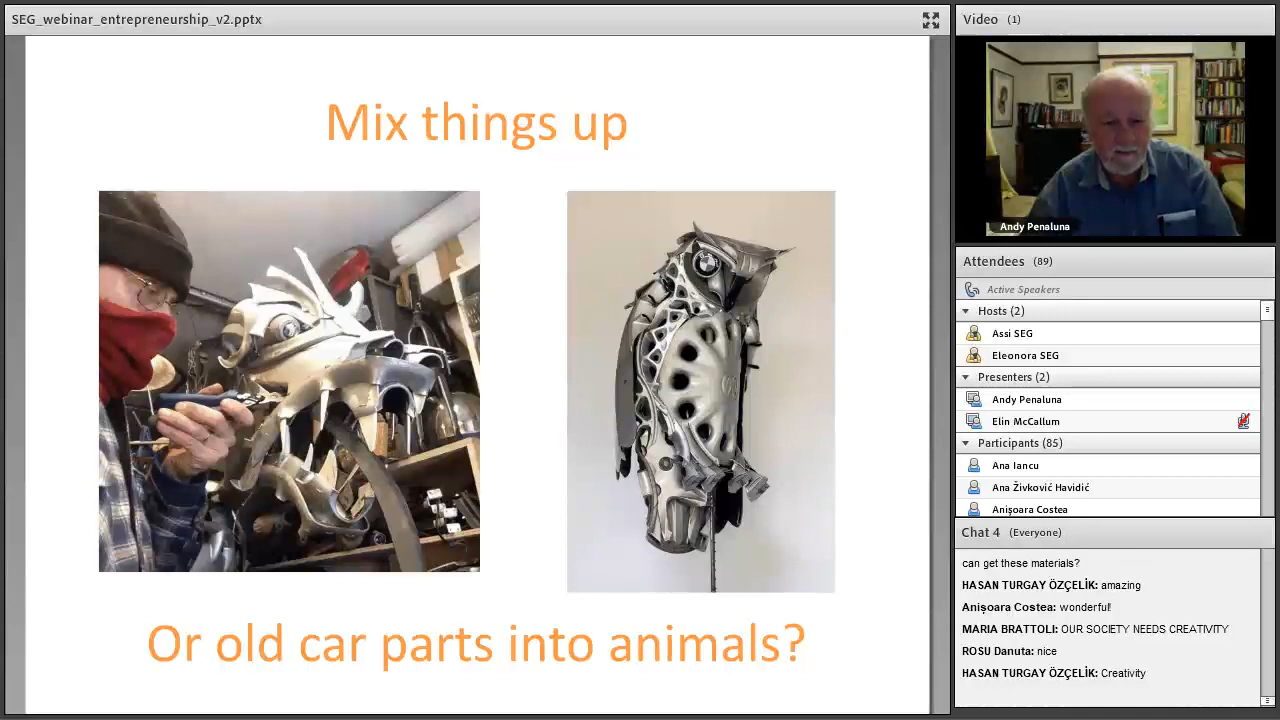 SEG_webinar_entrepreneurship_v2.pptx
Mix things up
Or old car parts into animals?
Video (1)
Andy Penaluna
Attendees (89)
Active Speakers
Hosts (2)
Assi SEG
Eleonora SEG
Presenters (2)
Andy Penaluna
Elin McCallum
Participants (85)
Ana Iancu
Ana Živković Havidić
Anişoara Costea
Chat 4 (Everyone)
can get these materials?
HASAN TURGAY ÖZÇELİK: amazing
Anişoara Costea: wonderful!
MARIA BRATTOLI: OUR SOCIETY NEEDS CREATIVITY
ROSU Danuta: nice
HASAN TURGAY ÖZÇELİK: Creativity